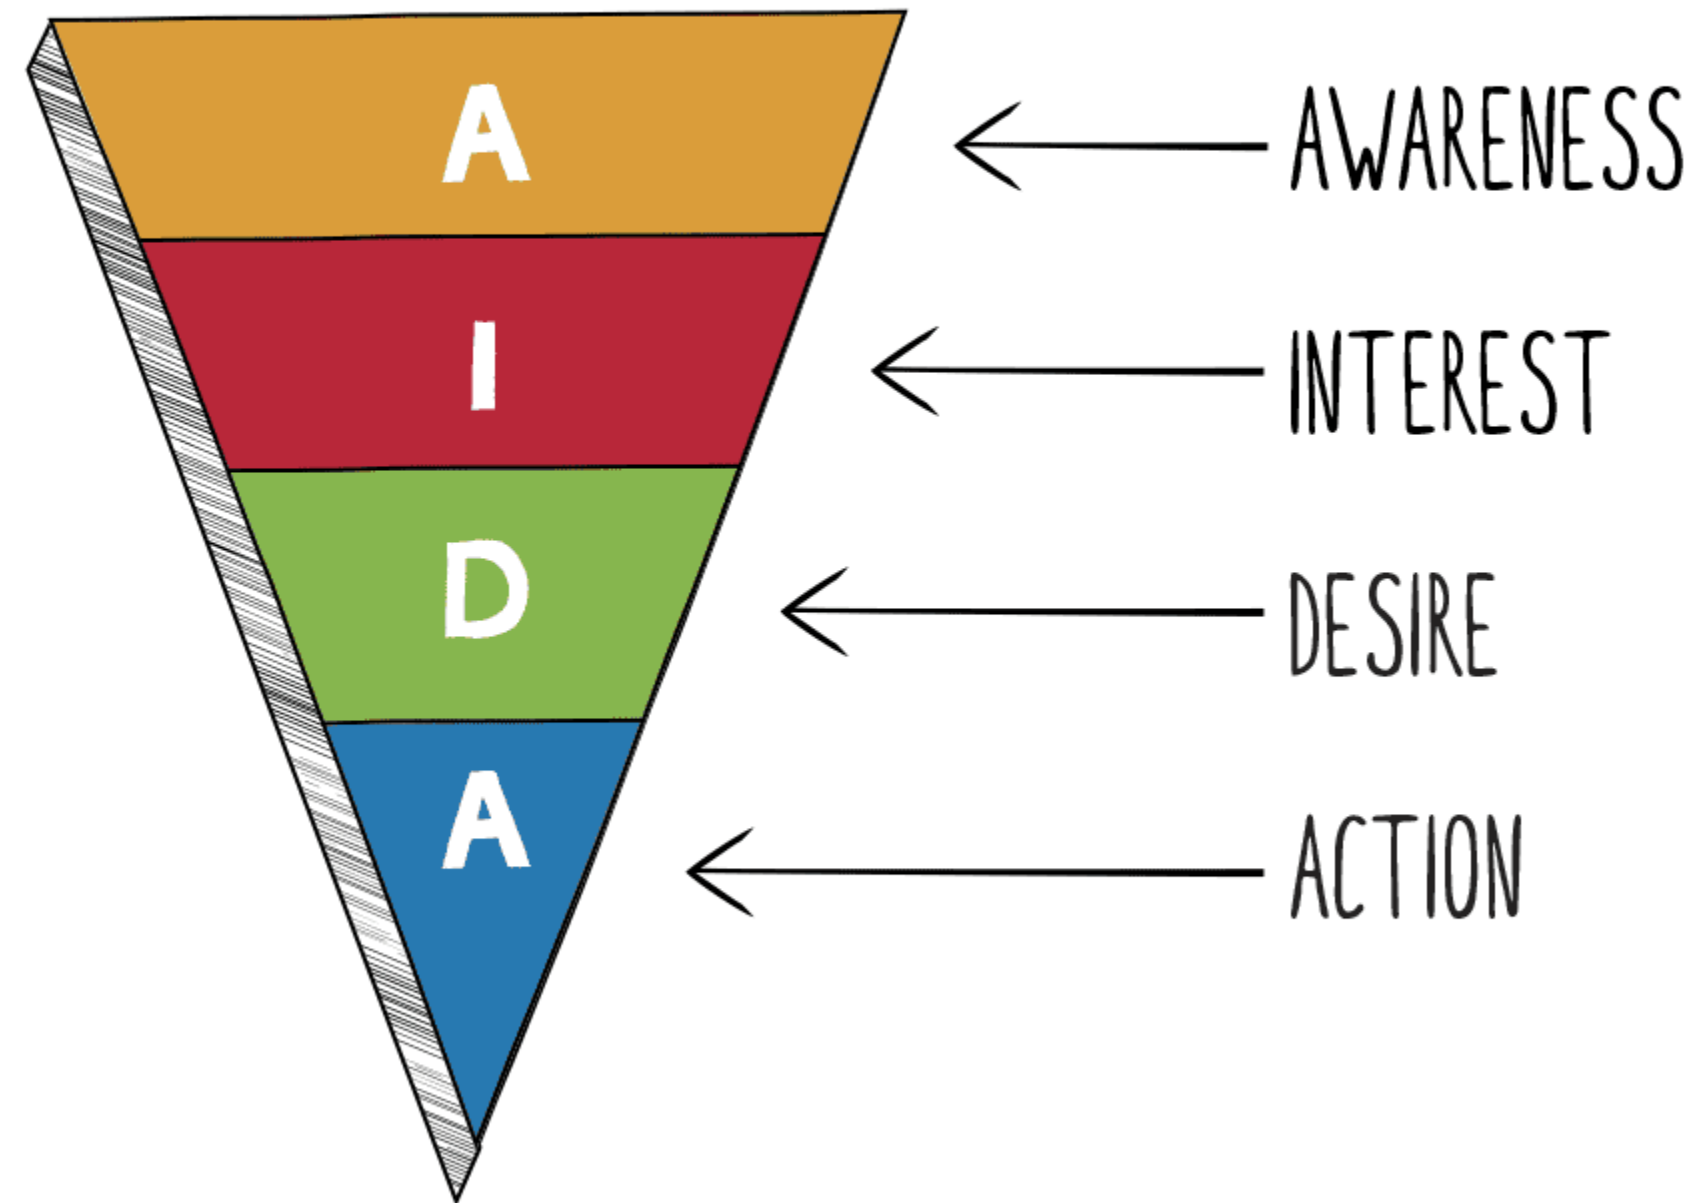 A
AWARENESS
I
INTEREST
D
DESIRE
A
ACTION